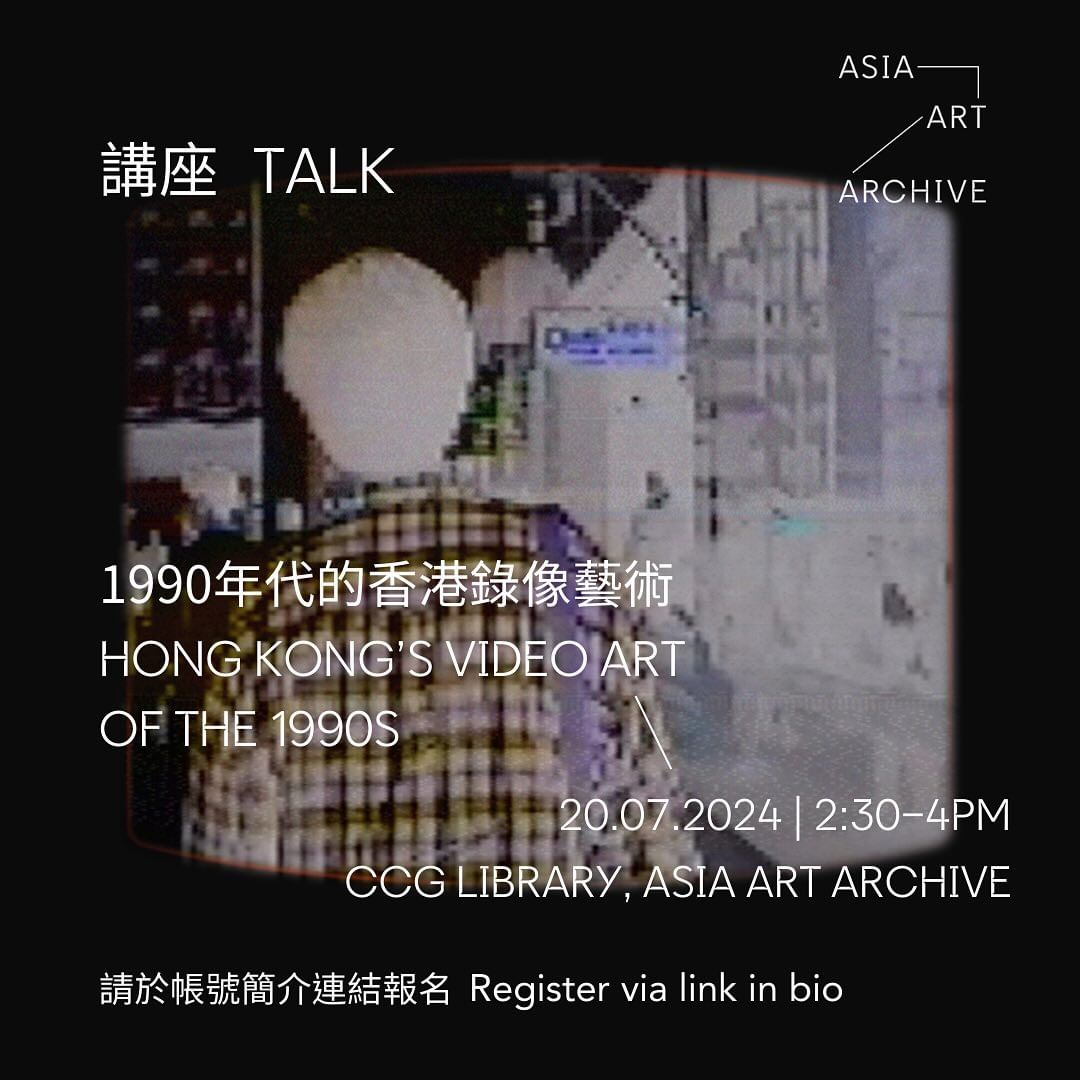 ASIA
ART
ARCHIVE
講座 TALK
1990年代的香港錄像藝術
HONG KONG’S VIDEO ART
OF THE 1990S
20.07.2024 | 2:30–4PM
CCG LIBRARY, ASIA ART ARCHIVE
請於帳號簡介連結報名 Register via link in bio